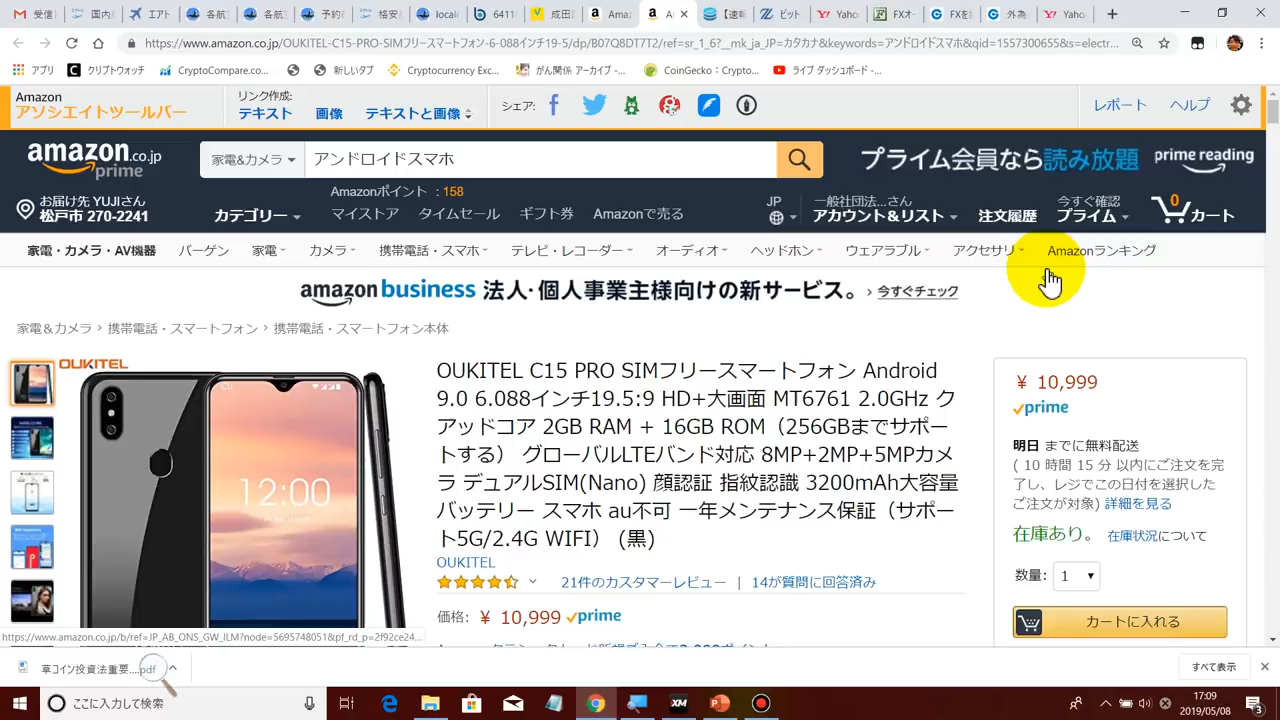 受信
国内
エアト
各航
各航
予約
格安
locale
6411
成田
Ama
A
【速
ビット
Yaho
FXオ
FXを
外為
Yaho
https://www.amazon.co.jp/OUKITEL-C15-PRO-SIMフリースマートフォン-6.088インチ19-5/dp/B07Q8DT7T2/ref=sr_1_6?__mk_ja_JP=カタカナ&keywords=アンドロイドスマホ&qid=1557300655&s=electr...
アプリ クリプトウォッチ CryptoCompare.co... 新しいタブ Cryptocurrency Exc... がん関係 アーカイブ -... CoinGecko：Crypto... ライブ ダッシュボード -...
Amazon
アソシエイトツールバー
リンク作成:
テキスト 画像 テキストと画像
シェア:
レポート ヘルプ
amazon.co.jp
prime
家電&カメラ アンドロイドスマホ
プライム会員なら読み放題 prime reading
お届け先 YUJIさん
松戸市 270-2241
Amazonポイント ：158
カテゴリー マイストア タイムセール ギフト券 Amazonで売る
JP
一般社団法...さん
アカウント&リスト 注文履歴
今すぐ確認
プライム
0
カート
家電・カメラ・AV機器 バーゲン 家電 カメラ 携帯電話・スマホ テレビ・レコーダー オーディオ ヘッドホン ウェアラブル アクセサリ Amazonランキング
amazon business 法人・個人事業主様向けの新サービス。 › 今すぐチェック
家電＆カメラ › 携帯電話・スマートフォン › 携帯電話・スマートフォン本体
OUKITEL
12:00
OUKITEL C15 PRO SIMフリースマートフォン Android
9.0 6.088インチ19.5:9 HD+大画面 MT6761 2.0GHz ク
アッドコア 2GB RAM + 16GB ROM（256GBまでサポー
トする） グローバルLTEバンド対応 8MP+2MP+5MPカメ
ラ デュアルSIM(Nano) 顔認証 指紋認識 3200mAh大容量
バッテリー スマホ au不可 一年メンテナンス保証（サポー
ト5G/2.4G WIFI） (黒)
OUKITEL
21件のカスタマーレビュー | 14が質問に回答済み
価格: ￥ 10,999 prime
￥ 10,999
prime
明日 までに無料配送
( 10 時間 15 分 以内にご注文を完
了し、レジでこの日付を選択した
ご注文が対象) 詳細を見る
在庫あり。 在庫状況について
数量: 1
カートに入れる
https://www.amazon.co.jp/b/ref=JP_AB_ONS_GW_ILM?node=5695748051&pf_rd_p=2f92ce24...
草コイン投資法重要....pdf
すべて表示
ここに入力して検索
17:09
2019/05/08
3